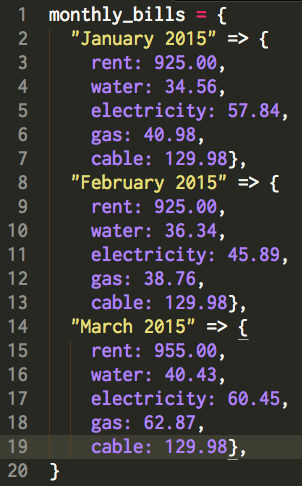 1 monthly_bills = {
2 "January 2015" => {
3 rent: 925.00,
4 water: 34.56,
5 electricity: 57.84,
6 gas: 40.98,
7 cable: 129.98},
8 "February 2015" => {
9 rent: 925.00,
10 water: 36.34,
11 electricity: 45.89,
12 gas: 38.76,
13 cable: 129.98},
14 "March 2015" => {
15 rent: 955.00,
16 water: 40.43,
17 electricity: 60.45,
18 gas: 62.87,
19 cable: 129.98},
20 }